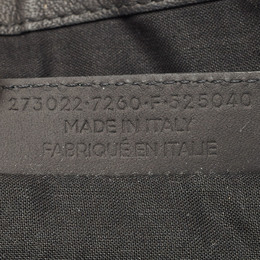 273022·7260·F·525040
MADE IN ITALY
FABRIQUÉ EN ITALIE